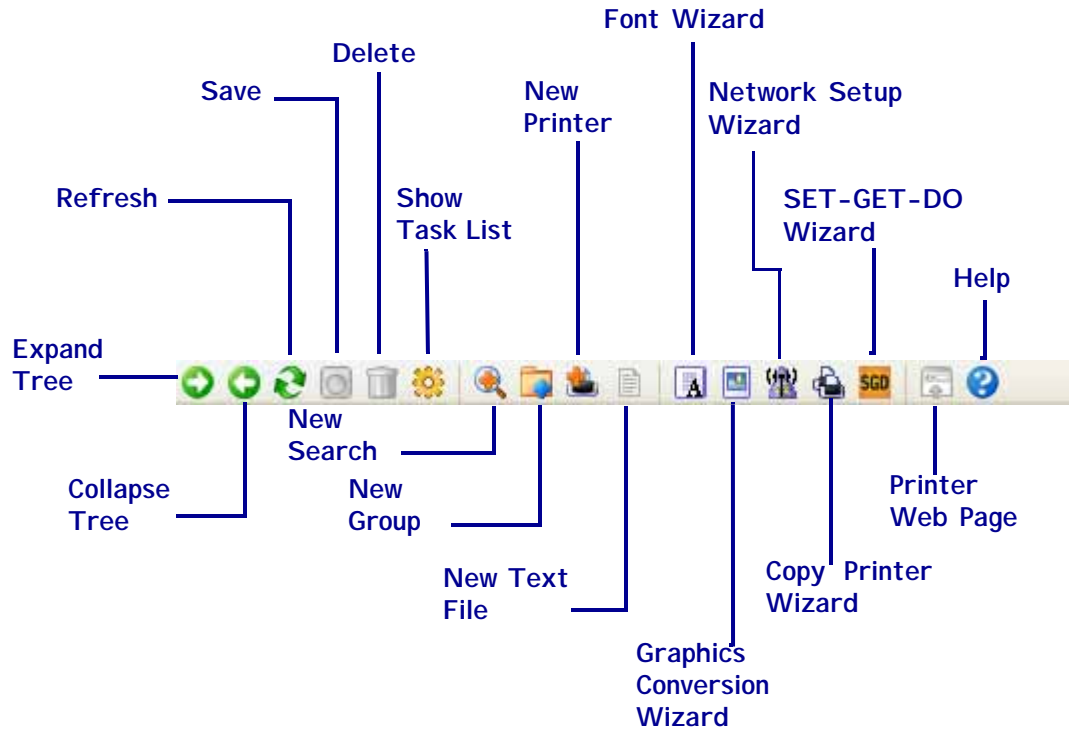 Font Wizard
Delete
Save
New
Printer
Network Setup
Wizard
Refresh
Show
Task List
SET-GET-DO
Wizard
Help
Expand
Tree
A
SGD
New
Search
Collapse
Tree
New
Group
Printer
Web Page
New Text
File
Copy Printer
Wizard
Graphics
Conversion
Wizard